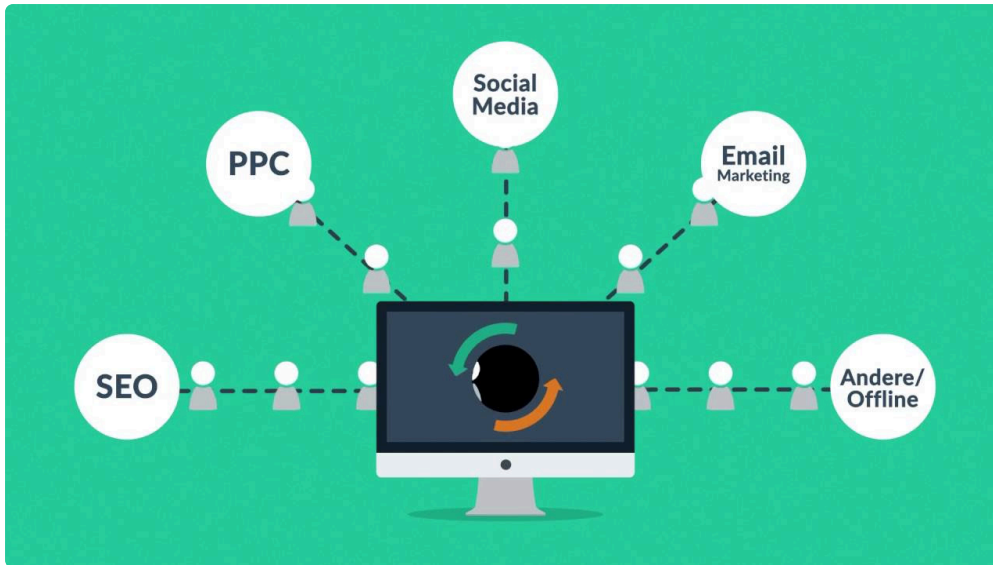 Social
Media
PPC
Email
Marketing
SEO
Andere/
Offline